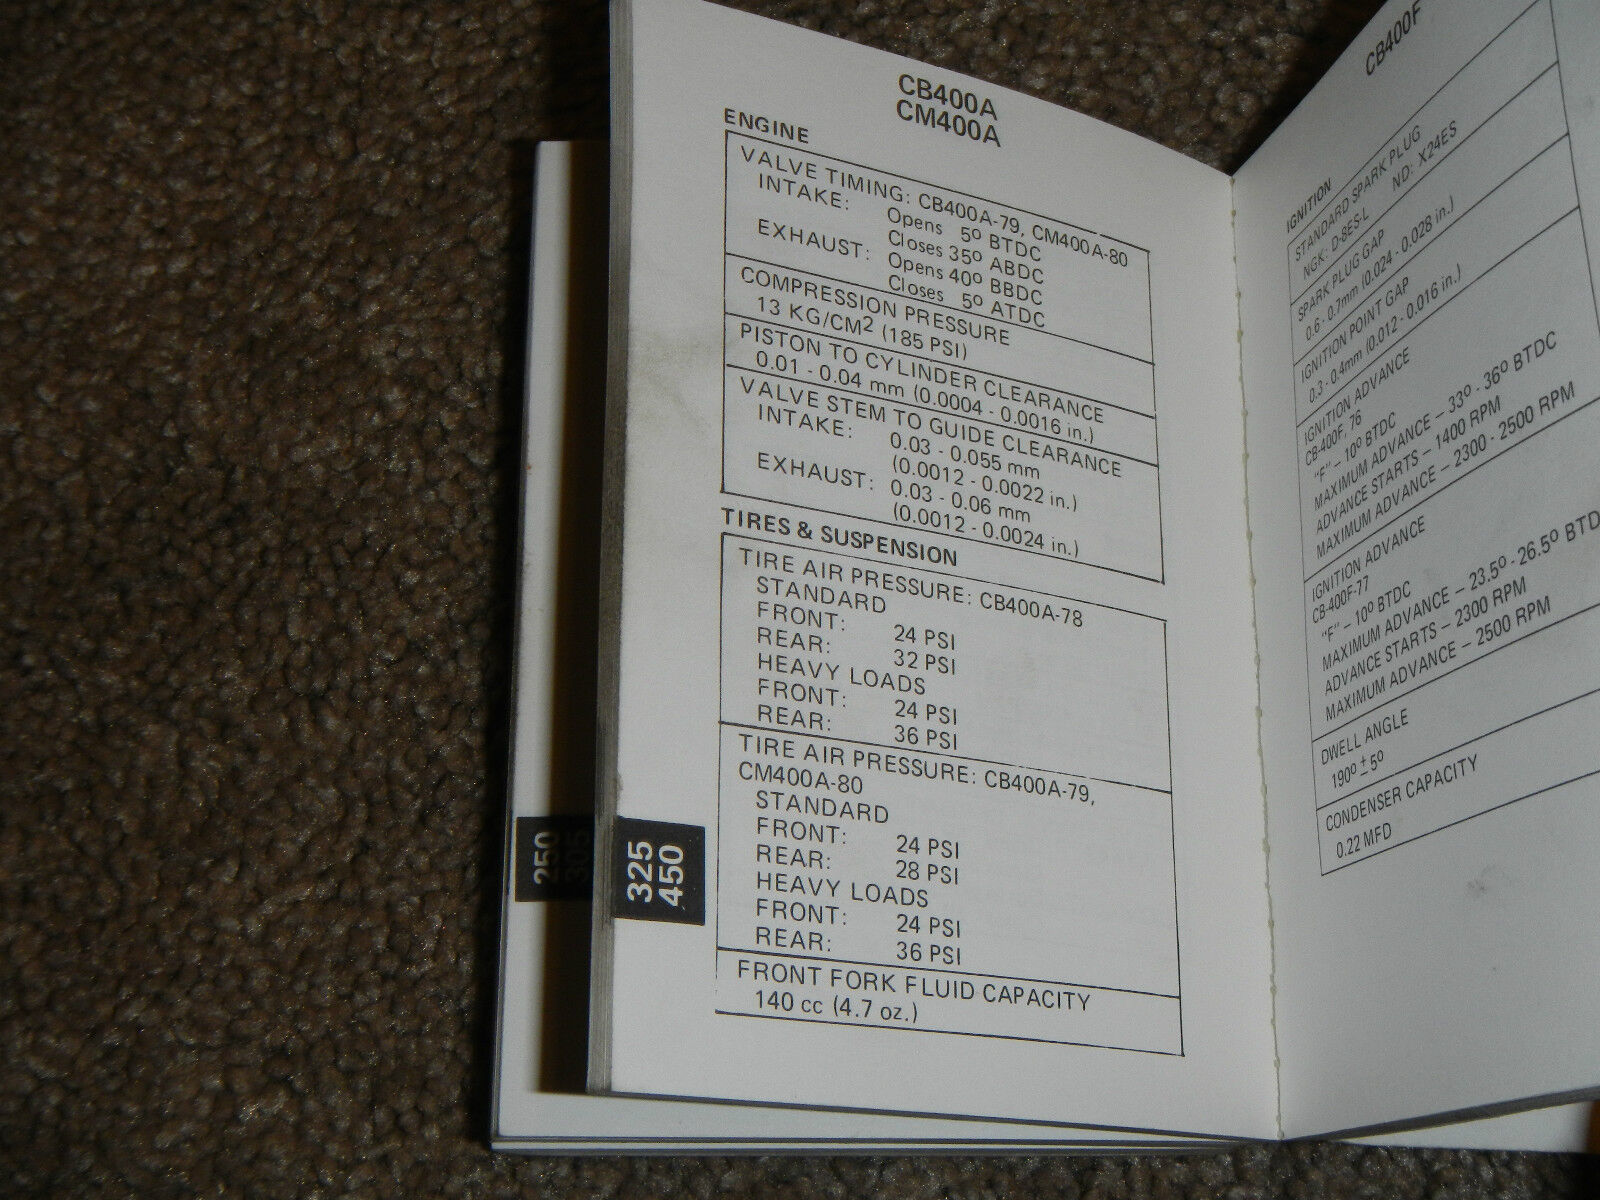 CB400A
CM400A
ENGINE
VALVE TIMING: CB400A-79, CM400A-80
INTAKE: Opens 5º BTDC
Closes 35º ABDC
EXHAUST: Opens 40º BBDC
Closes 5º ATDC
COMPRESSION PRESSURE
13 KG/CM2 (185 PSI)
PISTON TO CYLINDER CLEARANCE
0.01 - 0.04 mm (0.0004 - 0.0016 in.)
VALVE STEM TO GUIDE CLEARANCE
INTAKE: 0.03 - 0.055 mm
(0.0012 - 0.0022 in.)
EXHAUST: 0.03 - 0.06 mm
(0.0012 - 0.0024 in.)
TIRES & SUSPENSION
TIRE AIR PRESSURE: CB400A-78
STANDARD
FRONT: 24 PSI
REAR: 32 PSI
HEAVY LOADS
FRONT: 24 PSI
REAR: 36 PSI
TIRE AIR PRESSURE: CB400A-79,
CM400A-80
STANDARD
FRONT: 24 PSI
REAR: 28 PSI
HEAVY LOADS
FRONT: 24 PSI
REAR: 36 PSI
FRONT FORK FLUID CAPACITY
140 cc (4.7 oz.)
250
305
325
450
CB400F
IGNITION
STANDARD SPARK PLUG
NGK: D-8ES-L ND: X24ES
SPARK PLUG GAP
0.6 - 0.7mm (0.024 - 0.028 in.)
IGNITION POINT GAP
0.3 - 0.4mm (0.012 - 0.016 in.)
IGNITION ADVANCE
CB-400F, 76
"F" – 10º BTDC
MAXIMUM ADVANCE – 33º - 36º BTDC
ADVANCE STARTS – 1400 RPM
MAXIMUM ADVANCE – 2300 - 2500 RPM
IGNITION ADVANCE
CB-400F-77
"F" – 10º BTDC
MAXIMUM ADVANCE – 23.5º - 26.5º BTD
ADVANCE STARTS – 2300 RPM
MAXIMUM ADVANCE – 2500 RPM
DWELL ANGLE
190º ± 5º
CONDENSER CAPACITY
0.22 MFD